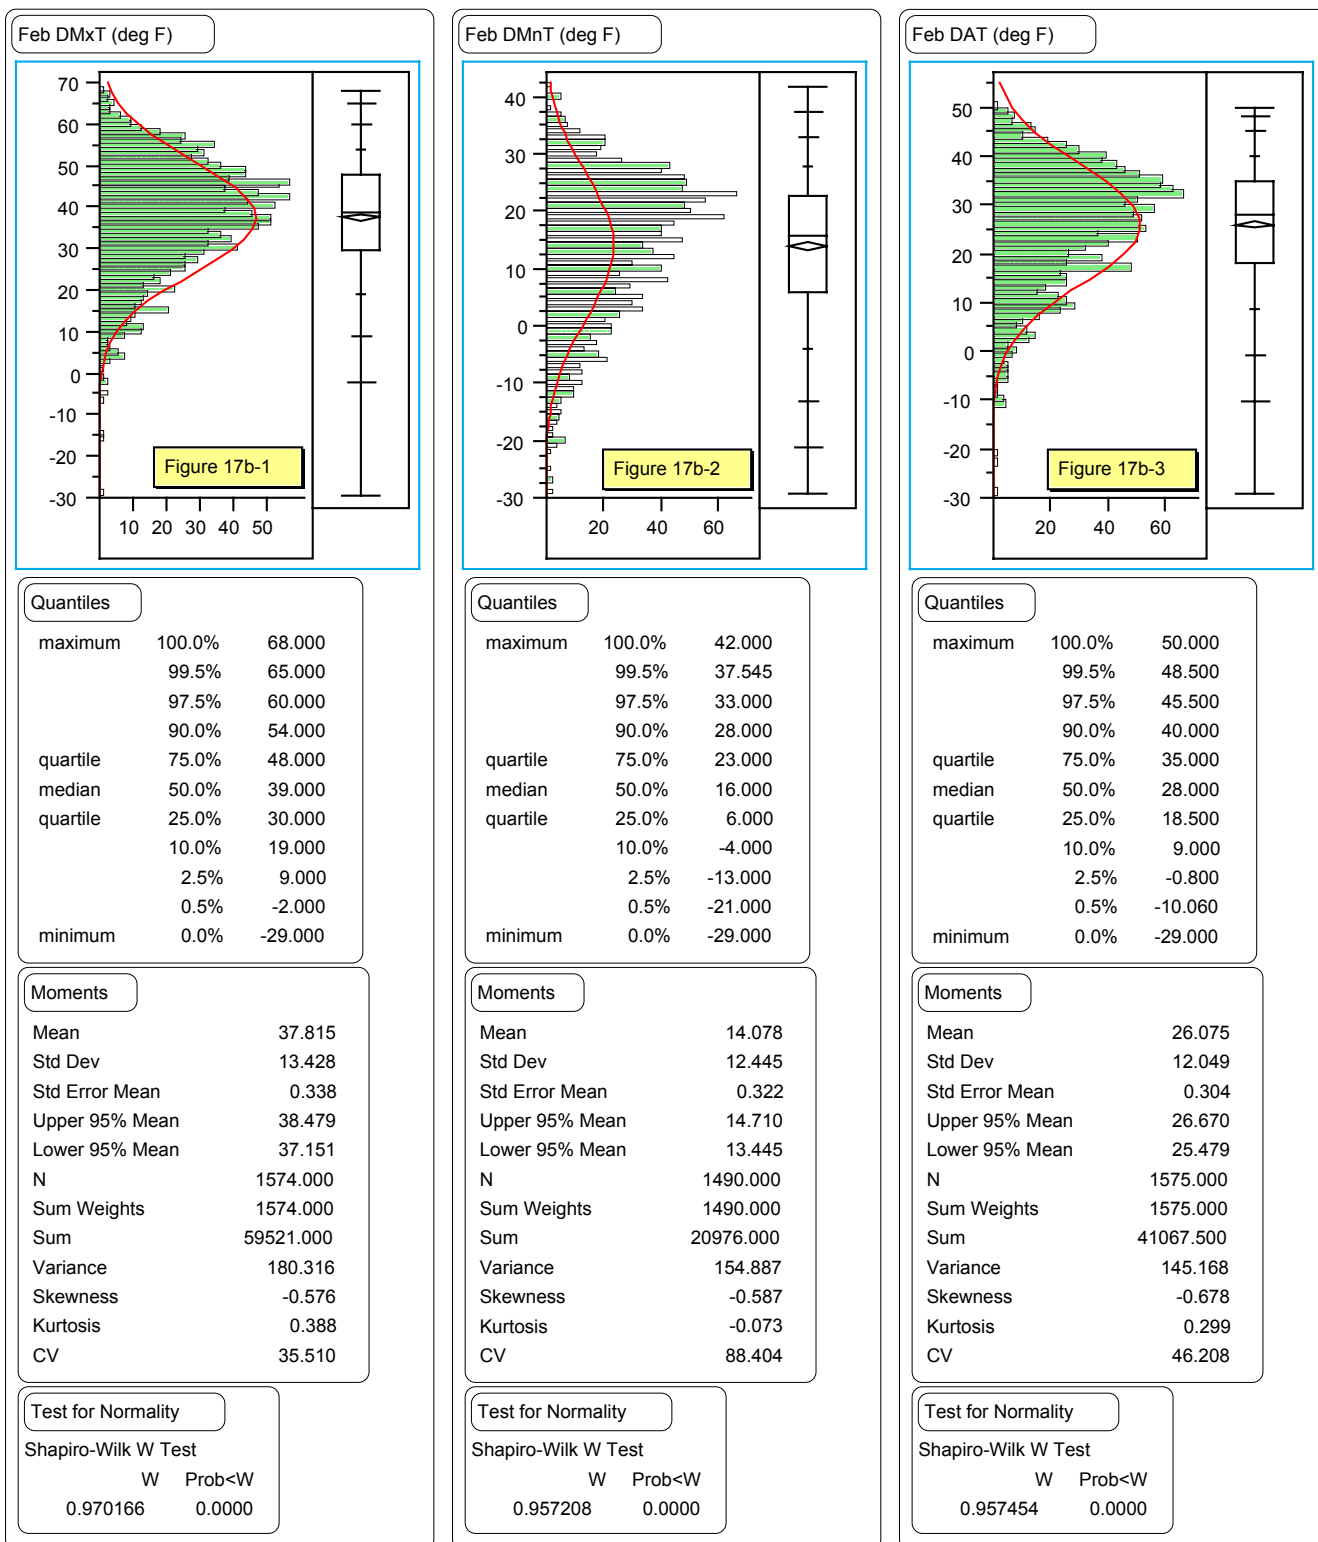 Feb DMxT (deg F)
70
60
50
40
30
20
10
0
-10
-20
-30
10 20 30 40 50
Figure 17b-1
Quantiles
maximum 100.0% 68.000
99.5% 65.000
97.5% 60.000
90.0% 54.000
quartile 75.0% 48.000
median 50.0% 39.000
quartile 25.0% 30.000
10.0% 19.000
2.5% 9.000
0.5% -2.000
minimum 0.0% -29.000
Moments
Mean 37.815
Std Dev 13.428
Std Error Mean 0.338
Upper 95% Mean 38.479
Lower 95% Mean 37.151
N 1574.000
Sum Weights 1574.000
Sum 59521.000
Variance 180.316
Skewness -0.576
Kurtosis 0.388
CV 35.510
Test for Normality
Shapiro-Wilk W Test
W Prob<W
0.970166 0.0000
Feb DMnT (deg F)
40
30
20
10
0
-10
-20
-30
20 40 60
Figure 17b-2
Quantiles
maximum 100.0% 42.000
99.5% 37.545
97.5% 33.000
90.0% 28.000
quartile 75.0% 23.000
median 50.0% 16.000
quartile 25.0% 6.000
10.0% -4.000
2.5% -13.000
0.5% -21.000
minimum 0.0% -29.000
Moments
Mean 14.078
Std Dev 12.445
Std Error Mean 0.322
Upper 95% Mean 14.710
Lower 95% Mean 13.445
N 1490.000
Sum Weights 1490.000
Sum 20976.000
Variance 154.887
Skewness -0.587
Kurtosis -0.073
CV 88.404
Test for Normality
Shapiro-Wilk W Test
W Prob<W
0.957208 0.0000
Feb DAT (deg F)
50
40
30
20
10
0
-10
-20
-30
20 40 60
Figure 17b-3
Quantiles
maximum 100.0% 50.000
99.5% 48.500
97.5% 45.500
90.0% 40.000
quartile 75.0% 35.000
median 50.0% 28.000
quartile 25.0% 18.500
10.0% 9.000
2.5% -0.800
0.5% -10.060
minimum 0.0% -29.000
Moments
Mean 26.075
Std Dev 12.049
Std Error Mean 0.304
Upper 95% Mean 26.670
Lower 95% Mean 25.479
N 1575.000
Sum Weights 1575.000
Sum 41067.500
Variance 145.168
Skewness -0.678
Kurtosis 0.299
CV 46.208
Test for Normality
Shapiro-Wilk W Test
W Prob<W
0.957454 0.0000